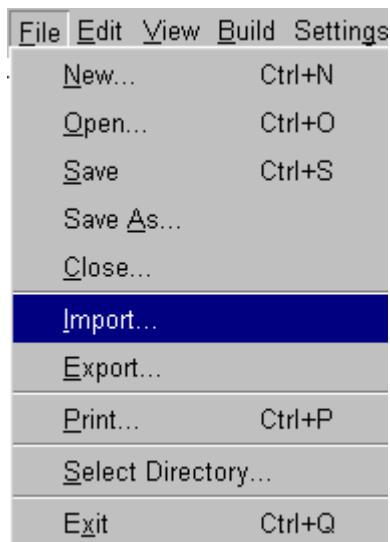 File Edit View Build Settings
New... Ctrl+N
Open... Ctrl+O
Save Ctrl+S
Save As...
Close...
Import...
Export...
Print... Ctrl+P
Select Directory...
Exit Ctrl+Q